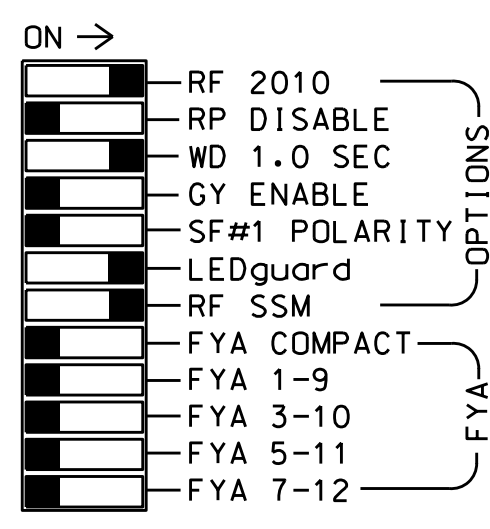 ON →
RF 2010
RP DISABLE
WD 1.0 SEC
GY ENABLE
SF#1 POLARITY
LEDguard
RF SSM
OPTIONS
FYA COMPACT
FYA 1-9
FYA 3-10
FYA 5-11
FYA 7-12
FYA